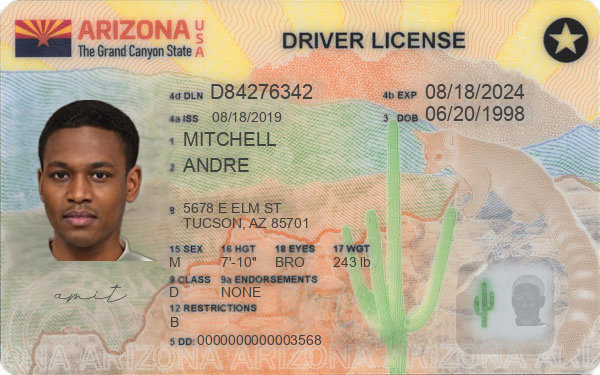 ARIZONA USA
The Grand Canyon State
DRIVER LICENSE
4d DLN D84276342 4b EXP 08/18/2024
4a ISS 08/18/2019 3 DOB 06/20/1998
1 MITCHELL
2 ANDRE
8 5678 E ELM ST
TUCSON, AZ 85701
15 SEX 16 HGT 18 EYES 17 WGT
M 7'-10" BRO 243 lb
9 CLASS 9a ENDORSEMENTS
D NONE
12 RESTRICTIONS
B
5 DD: 0000000000003568
amit
ARIZONA ARIZONA ARIZONA ARIZONA